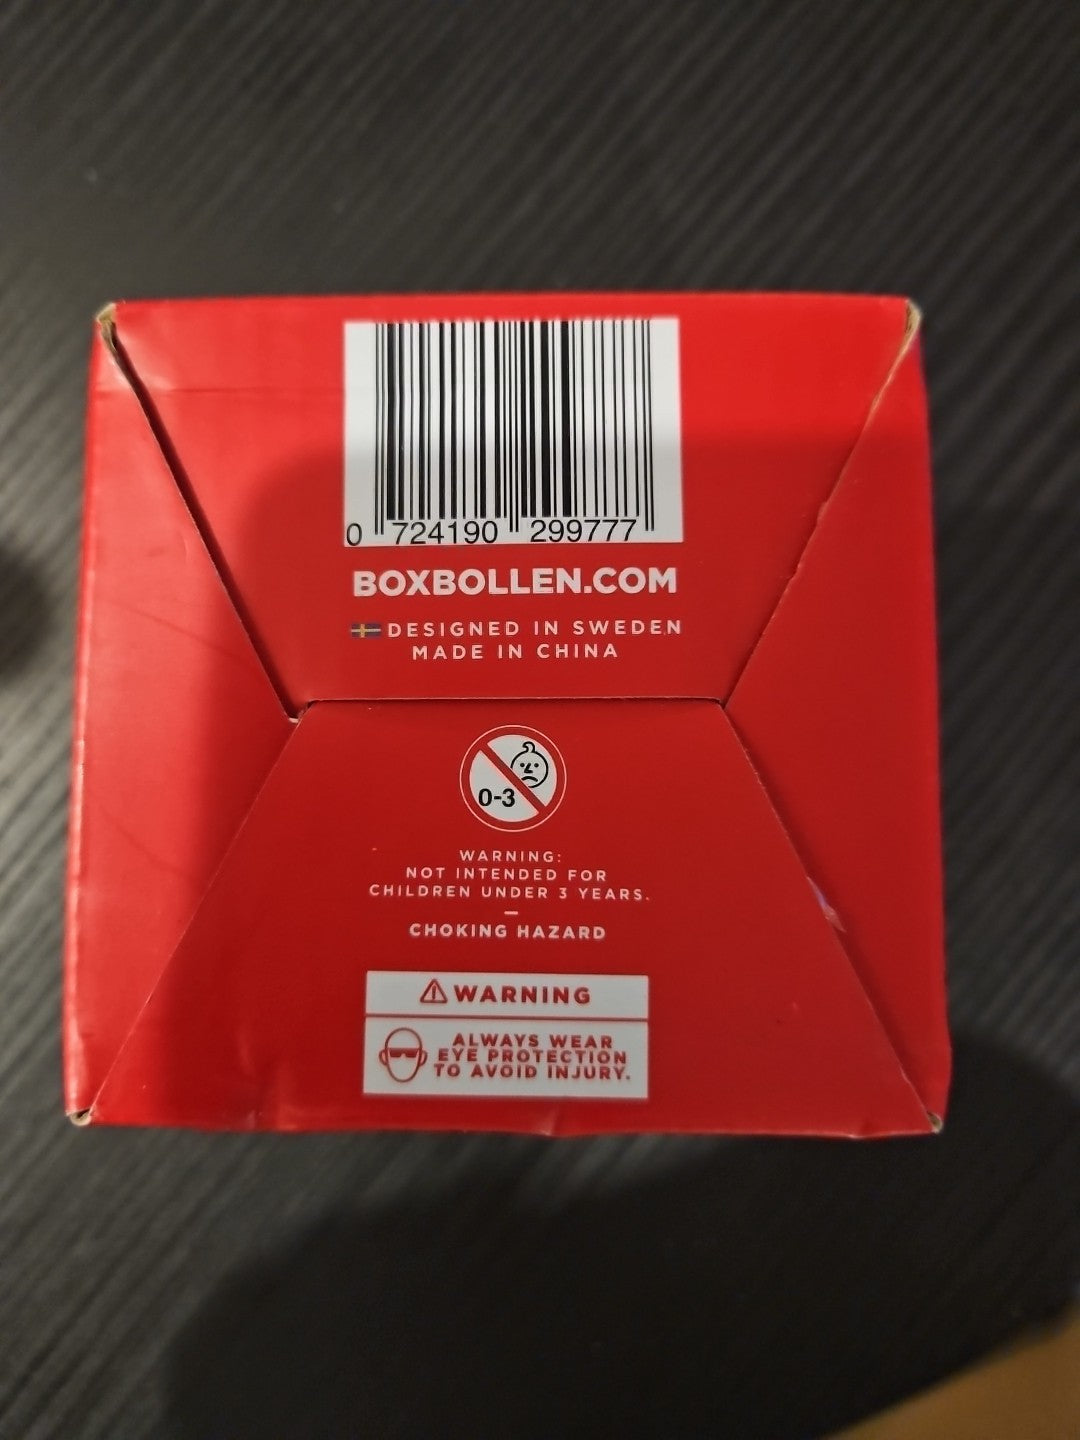 0 724190 299777
BOXBOLLEN.COM
DESIGNED IN SWEDEN
MADE IN CHINA
0-3
WARNING:
NOT INTENDED FOR
CHILDREN UNDER 3 YEARS.
CHOKING HAZARD
WARNING
ALWAYS WEAR
EYE PROTECTION
TO AVOID INJURY.